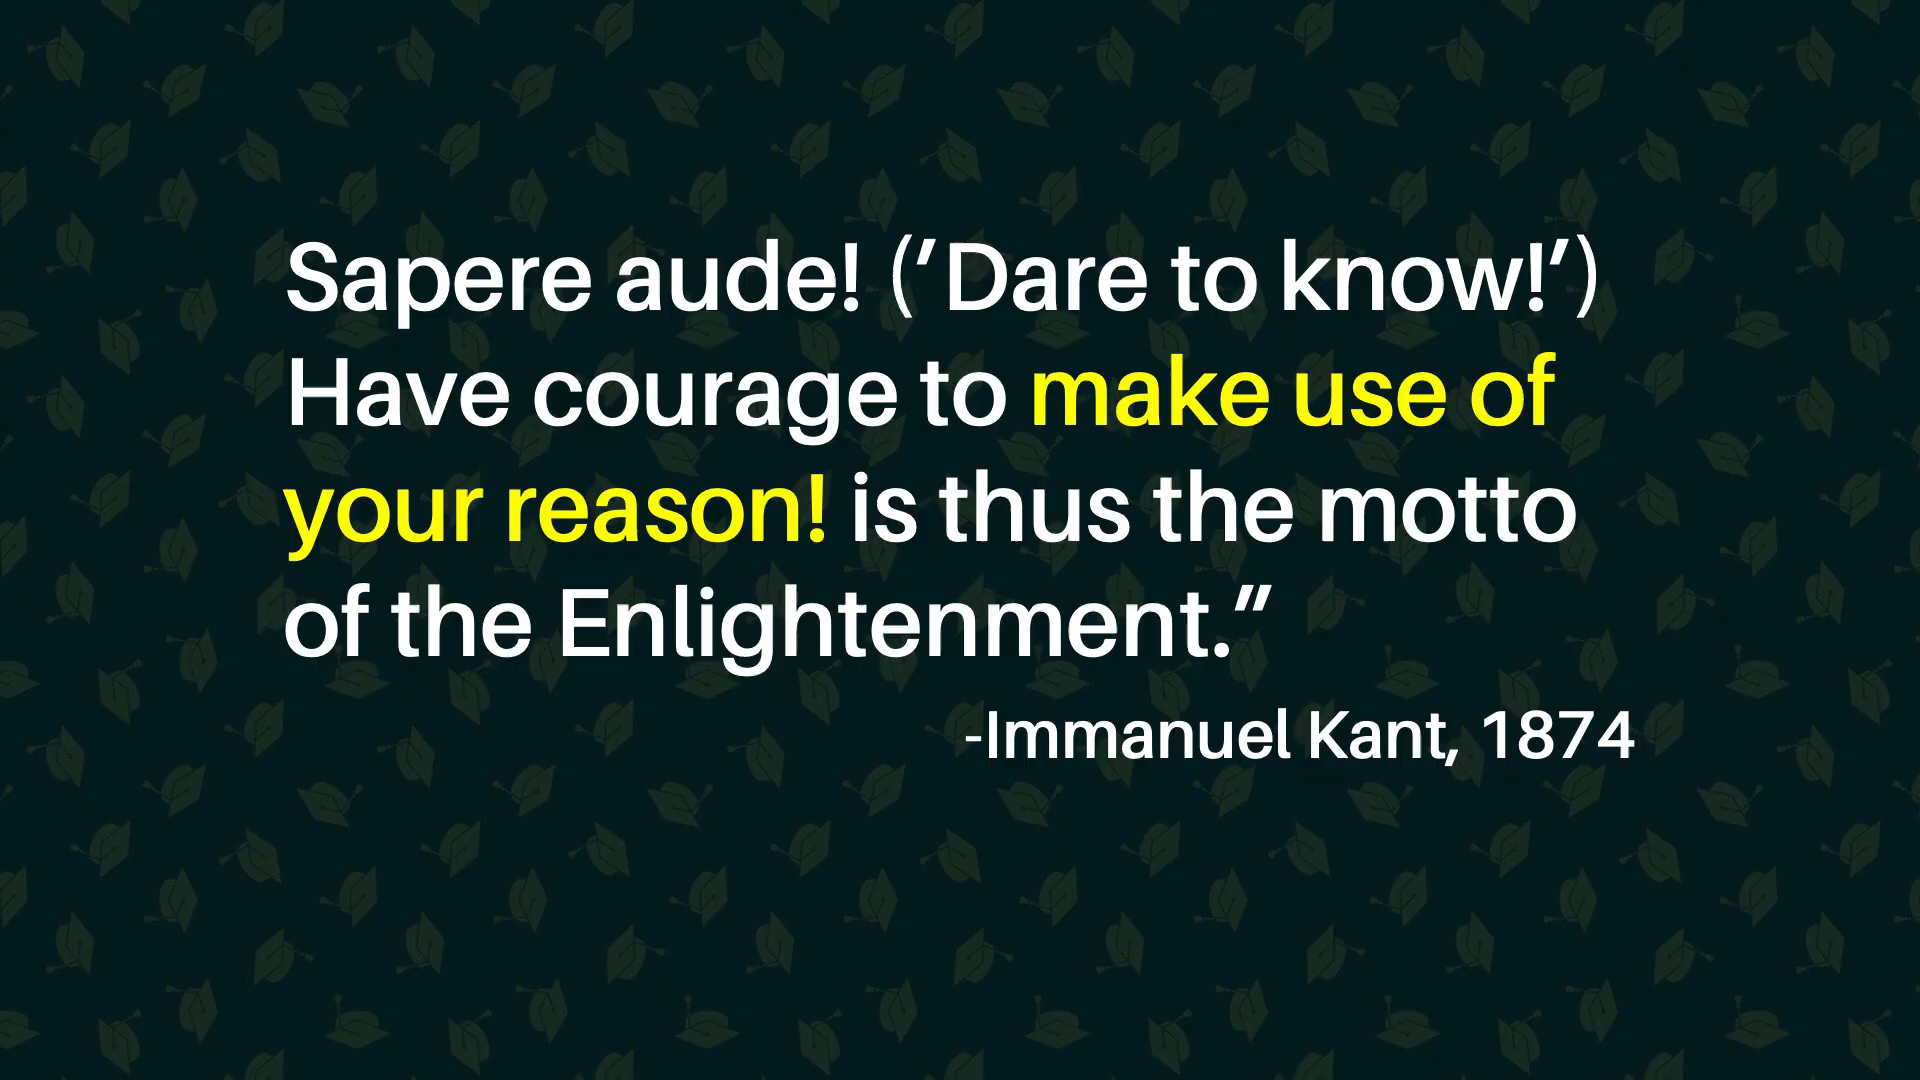 Sapere aude! (‘Dare to know!’)
Have courage to make use of
your reason! is thus the motto
of the Enlightenment.”
-Immanuel Kant, 1874